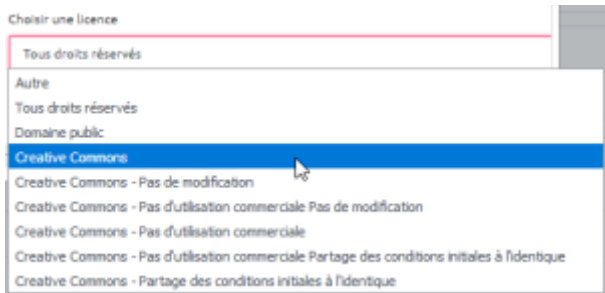 Choisir une licence
Tous droits réservés
Autre
Tous droits réservés
Domaine public
Creative Commons
Creative Commons - Pas de modification
Creative Commons - Pas d'utilisation commerciale Pas de modification
Creative Commons - Pas d'utilisation commerciale
Creative Commons - Pas d'utilisation commerciale Partage des conditions initiales à l'identique
Creative Commons - Partage des conditions initiales à l'identique